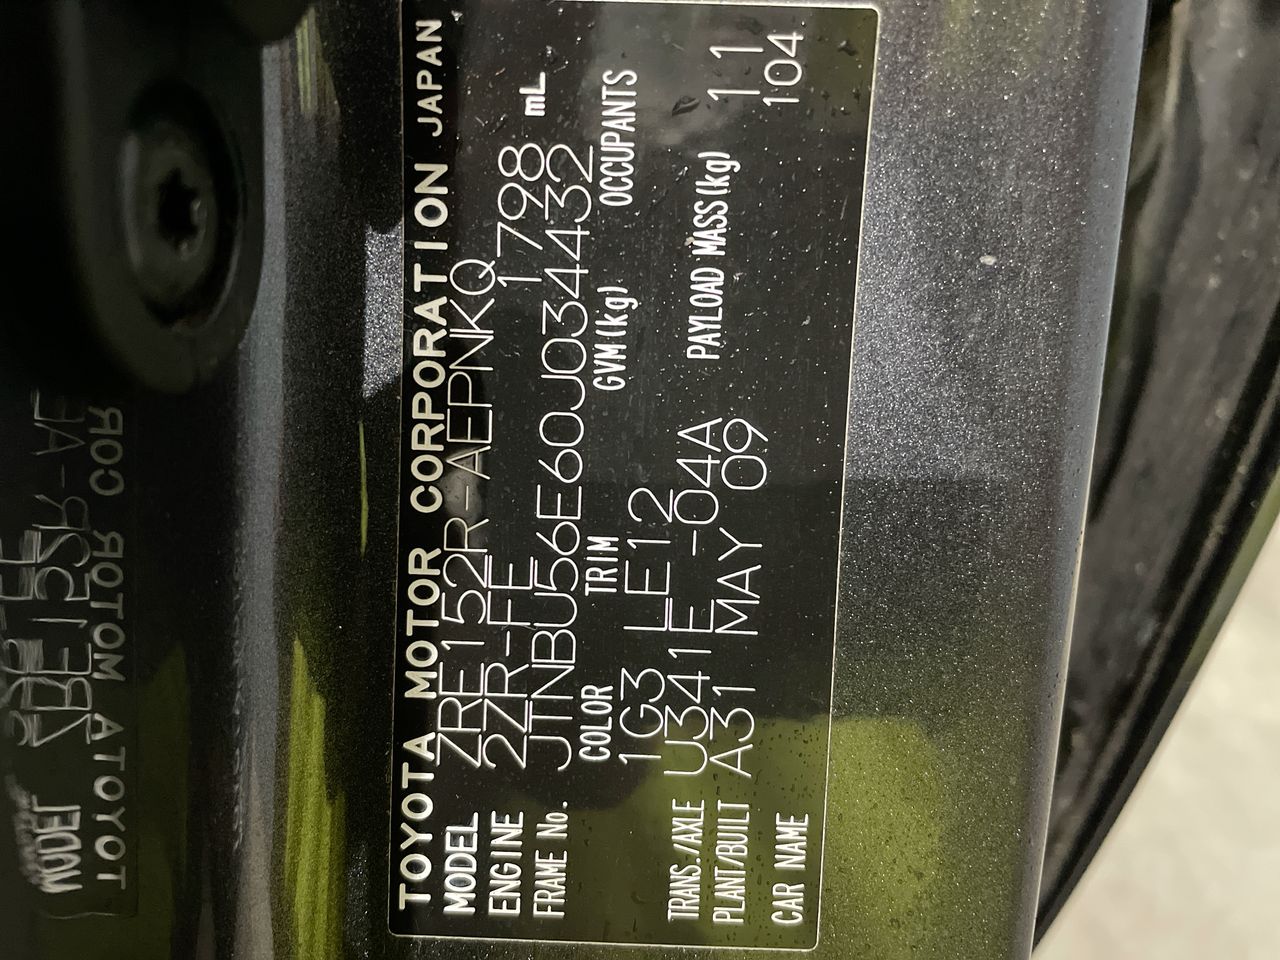 TOYOTA MOTOR CORPORATION JAPAN
MODEL ZRE152R-AEPNKQ
ENGINE 2ZR-FE 1798 mL
FRAME No. JTNBU56E60J034432
COLOR TRIM GVM(kg) OCCUPANTS
1G3 LE12
TRANS./AXLE U341E -04A PAYLOAD MASS(kg) 11
PLANT/BUILT A31 MAY 09 104
CAR NAME